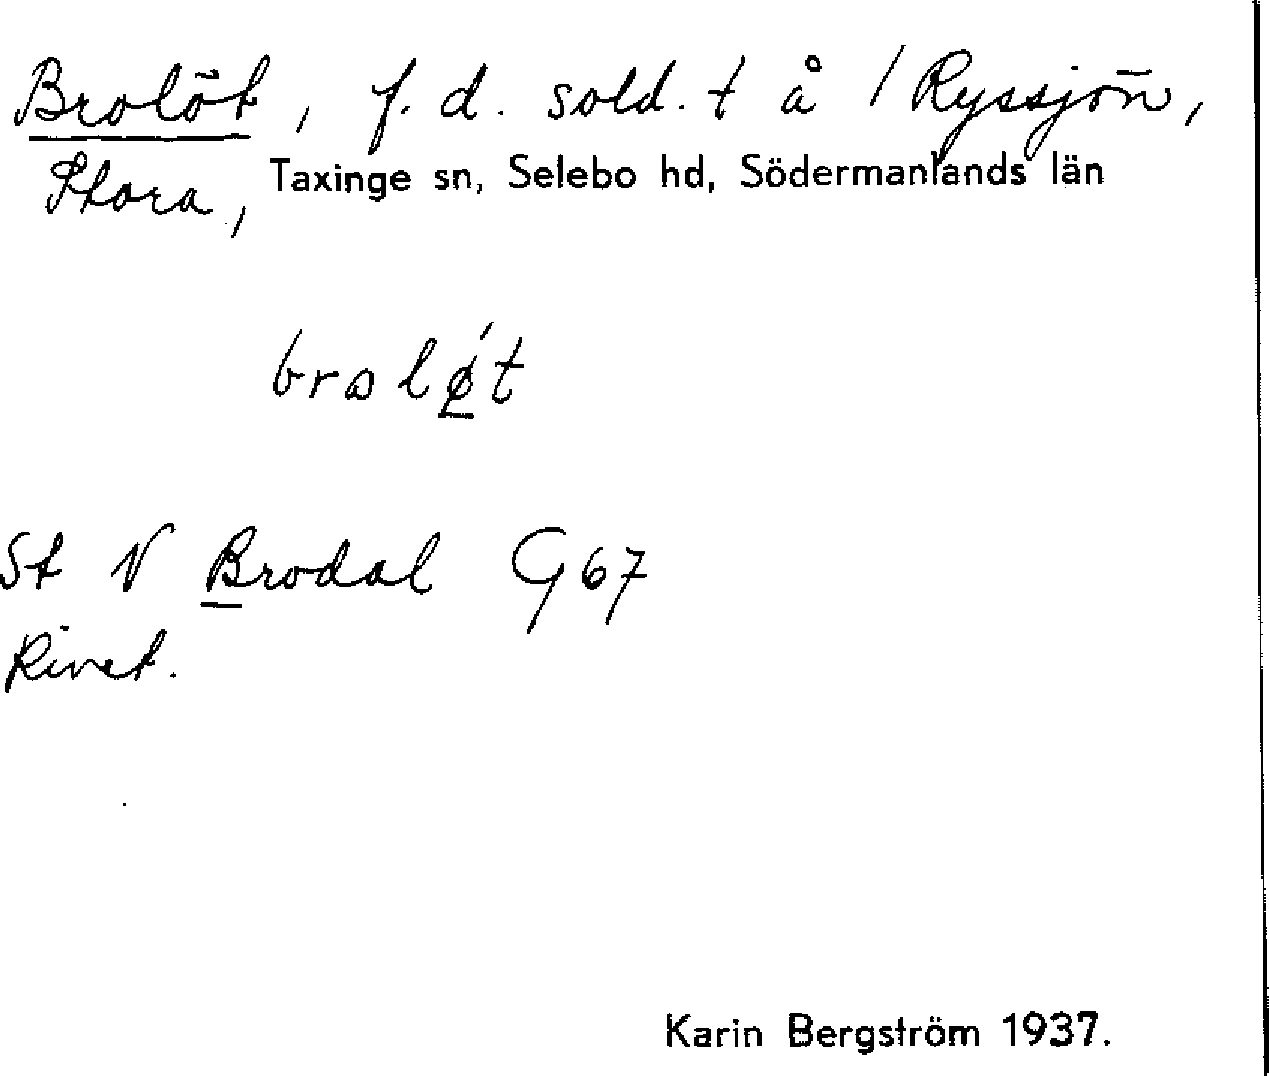 Brolöt, f.d. sold. t å / Ryssjön,
Stora, Taxinge sn, Selebo hd, Södermanlands län
brolǿ̱t
St N Brodal G67
Rivet.
Karin Bergström 1937.